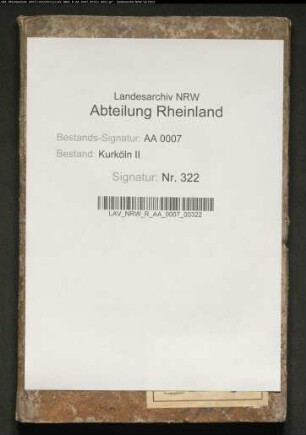 Landesarchiv NRW
Abteilung Rheinland
Bestands-Signatur: AA 0007
Bestand: Kurköln II
Signatur: Nr. 322
LAV_NRW_R_AA_0007_00322